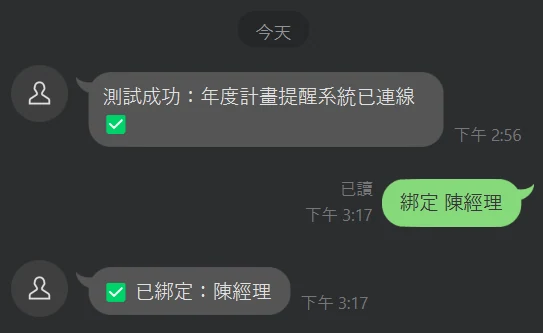 今天
測試成功：年度計畫提醒系統已連線
✅
下午 2:56
已讀
下午 3:17
綁定 陳經理
✅ 已綁定：陳經理
下午 3:17